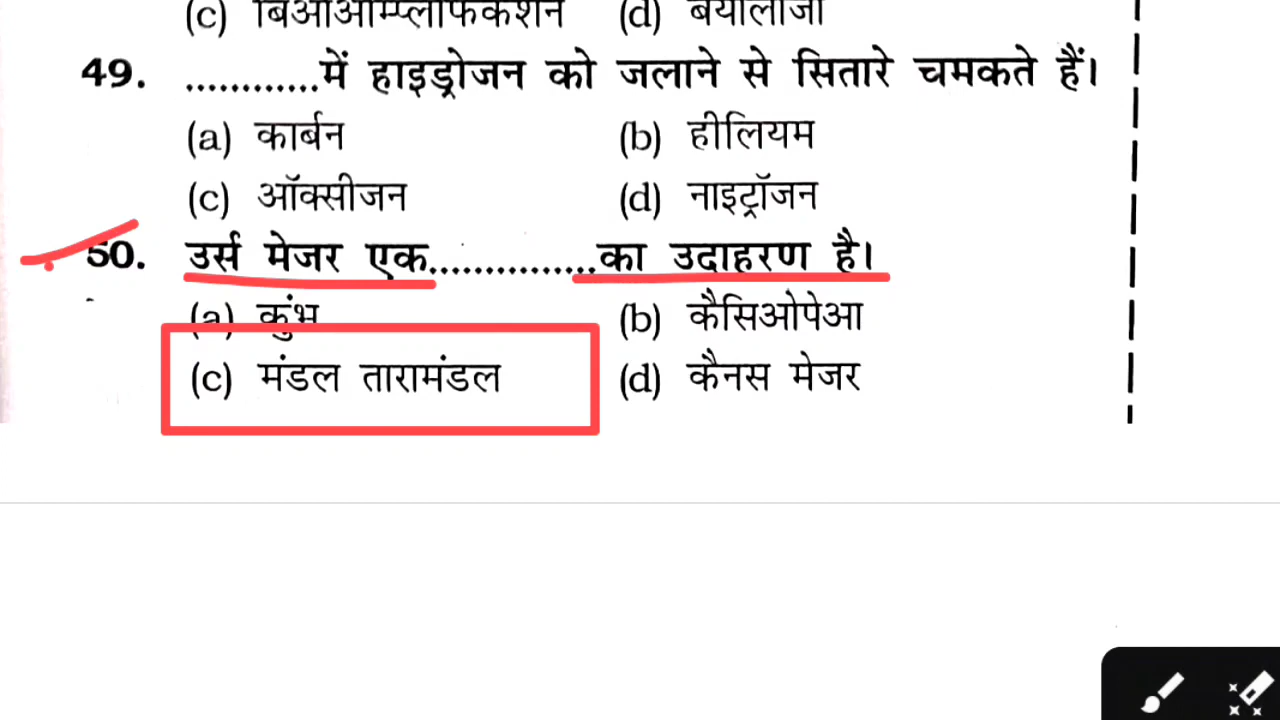 (c) बिओओम्प्लीफिकेशन (d) बयोलॉजी
49. ............में हाइड्रोजन को जलाने से सितारे चमकते हैं।
(a) कार्बन (b) हीलियम
(c) ऑक्सीजन (d) नाइट्रॉजन
50. उर्स मेजर एक...............का उदाहरण है।
(a) कुंभ (b) कैसिओपेआ
(c) मंडल तारामंडल (d) कैनस मेजर